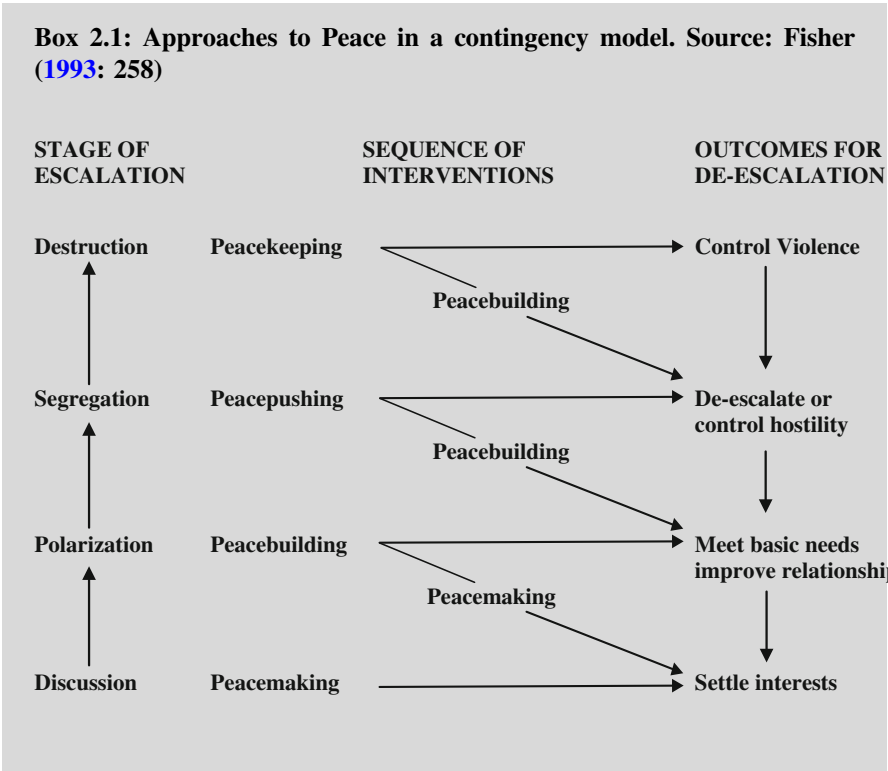 Box 2.1: Approaches to Peace in a contingency model. Source: Fisher
(1993: 258)
STAGE OF
ESCALATION
SEQUENCE OF
INTERVENTIONS
OUTCOMES FOR
DE-ESCALATION
Destruction
Peacekeeping
Control Violence
Peacebuilding
Segregation
Peacepushing
De-escalate or
control hostility
Peacebuilding
Polarization
Peacebuilding
Meet basic needs
improve relationship
Peacemaking
Discussion
Peacemaking
Settle interests